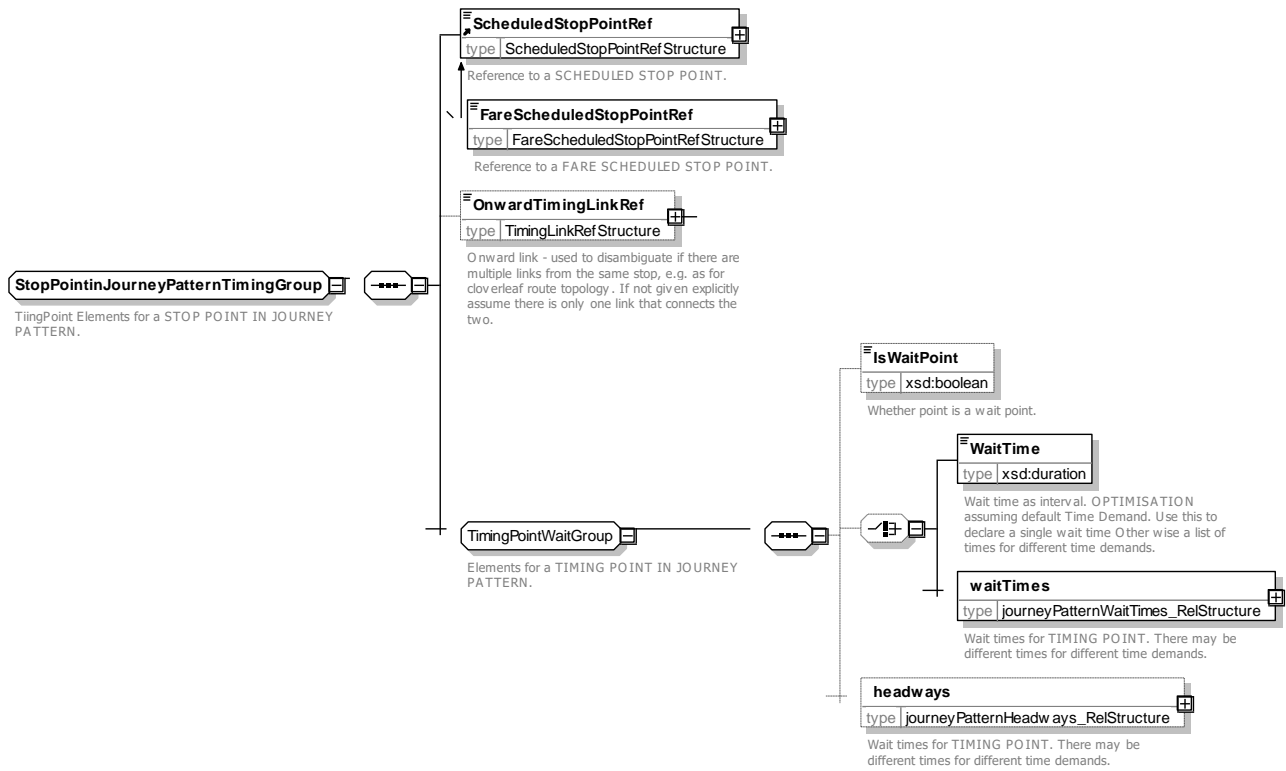 ScheduledStopPointRef
type ScheduledStopPointRefStructure
Reference to a SCHEDULED STOP POINT.
FareScheduledStopPointRef
type FareScheduledStopPointRefStructure
Reference to a FARE SCHEDULED STOP POINT.
OnwardTimingLinkRef
type TimingLinkRefStructure
Onward link - used to disambiguate if there are
multiple links from the same stop, e.g. as for
cloverleaf route topology. If not given explicitly
assume there is only one link that connects the
two.
StopPointinJourneyPatternTimingGroup
TiingPoint Elements for a STOP POINT IN JOURNEY
PATTERN.
IsWaitPoint
type xsd:boolean
Whether point is a wait point.
WaitTime
type xsd:duration
Wait time as interval. OPTIMISATION
assuming default Time Demand. Use this to
declare a single wait time Other wise a list of
times for different time demands.
TimingPointWaitGroup
Elements for a TIMING POINT IN JOURNEY
PATTERN.
waitTimes
type journeyPatternWaitTimes_RelStructure
Wait times for TIMING POINT. There may be
different times for different time demands.
headways
type journeyPatternHeadways_RelStructure
Wait times for TIMING POINT. There may be
different times for different time demands.